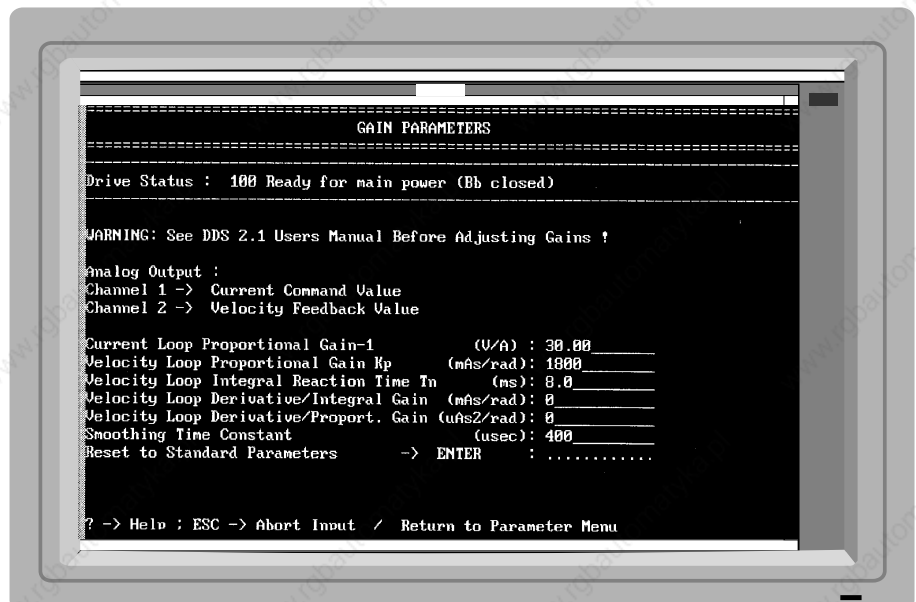 GAIN PARAMETERS
Drive Status : 100 Ready for main power (Bb closed)
WARNING: See DDS 2.1 Users Manual Before Adjusting Gains !
Analog Output :
Channel 1 -> Current Command Value
Channel 2 -> Velocity Feedback Value
Current Loop Proportional Gain-1 (V/A) : 30.00
Velocity Loop Proportional Gain Kp (mAs/rad): 1800
Velocity Loop Integral Reaction Time Tn (ms): 8.0
Velocity Loop Derivative/Integral Gain (mAs/rad): 0
Velocity Loop Derivative/Proport. Gain (uAs2/rad): 0
Smoothing Time Constant (usec): 400
Reset to Standard Parameters -> ENTER : ............
? -> Help ; ESC -> Abort Input / Return to Parameter Menu